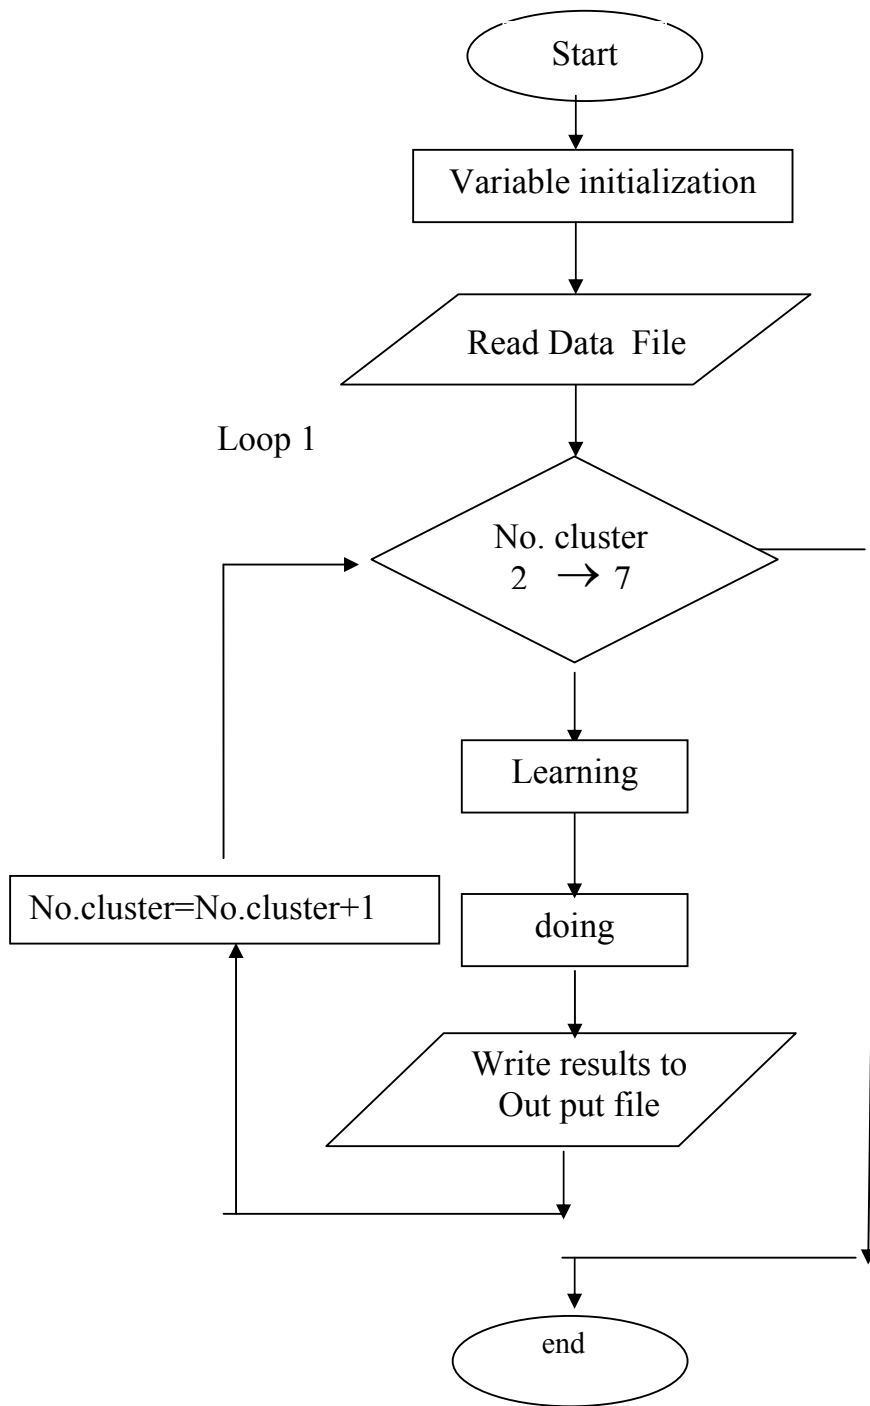 Start
Variable initialization
Read Data File
Loop 1
No. cluster
2 → 7
Learning
No.cluster=No.cluster+1
doing
Write results to
Out put file
end